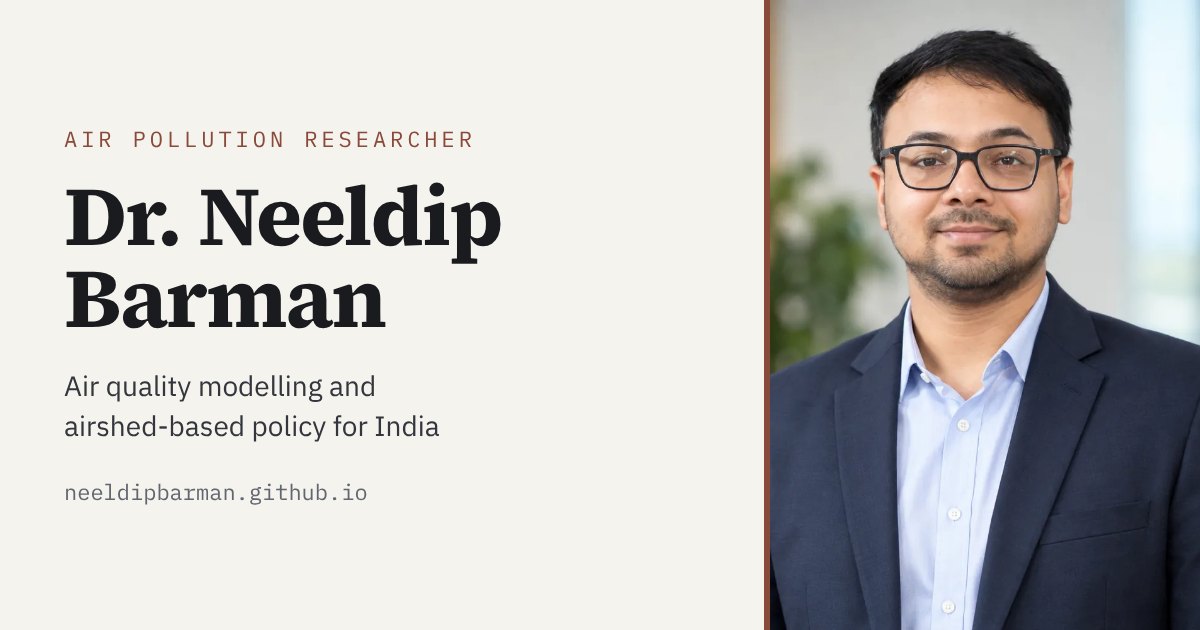 AIR POLLUTION RESEARCHER
Dr. Neeldip
Barman
Air quality modelling and
airshed-based policy for India
neeldipbarman.github.io